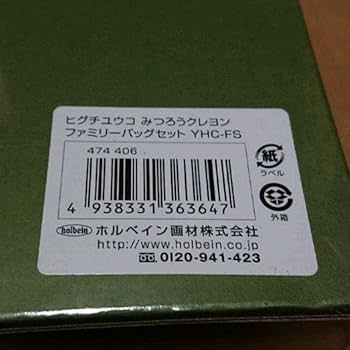 ヒグチユウコ みつろうクレヨン
ファミリーバッグセット YHC-FS
474 406 .
4 938331 363647
holbein ホルベイン画材株式会社
http://www.holbein.co.jp
0120-941-423
紙
ラベル
外箱